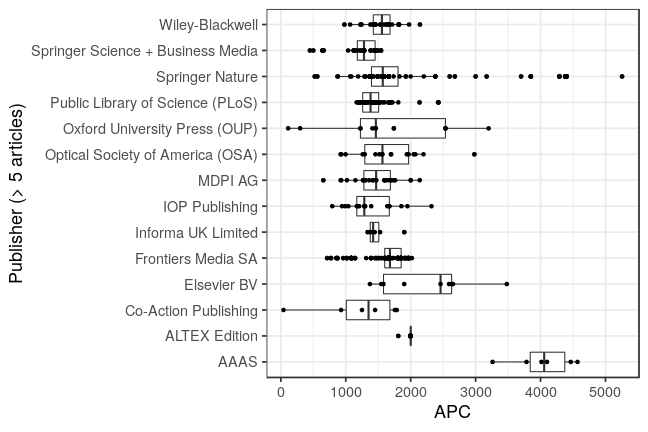 Publisher (> 5 articles)
Wiley-Blackwell
Springer Science + Business Media
Springer Nature
Public Library of Science (PLoS)
Oxford University Press (OUP)
Optical Society of America (OSA)
MDPI AG
IOP Publishing
Informa UK Limited
Frontiers Media SA
Elsevier BV
Co-Action Publishing
ALTEX Edition
AAAS
0 1000 2000 3000 4000 5000
APC